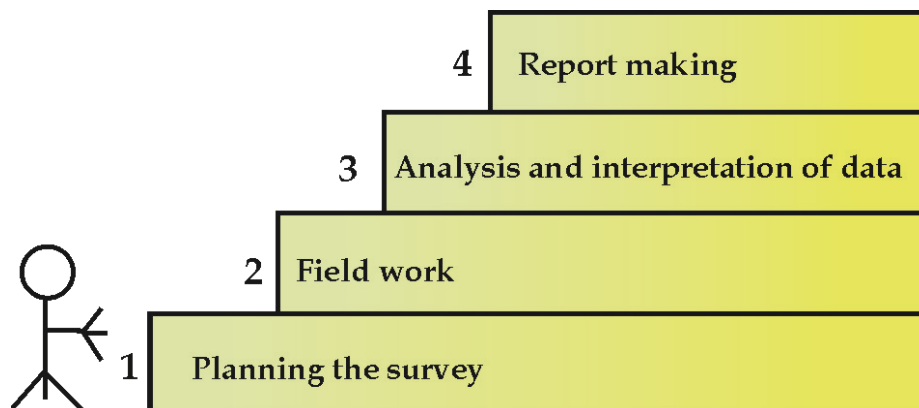 4 Report making
3 Analysis and interpretation of data
2 Field work
1 Planning the survey